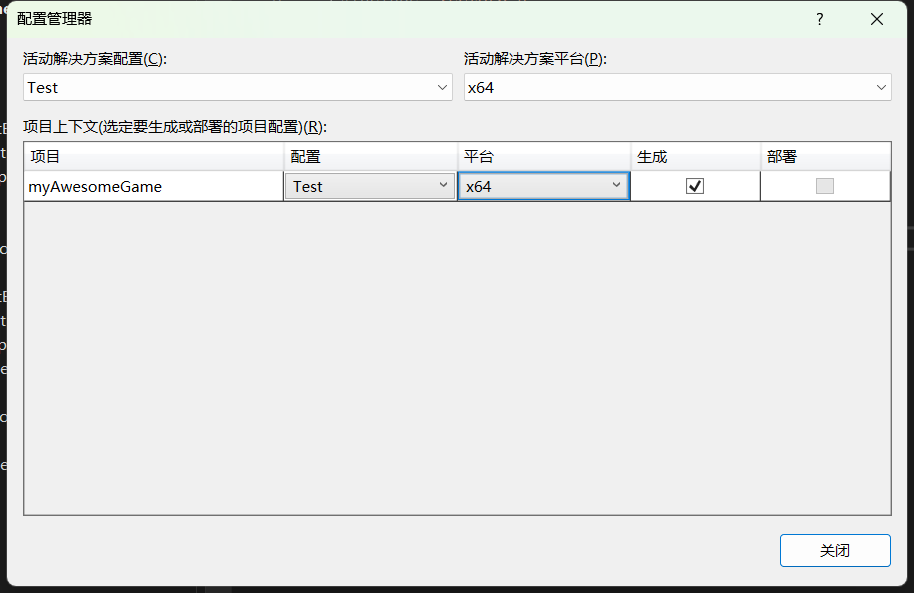 配置管理器
?
活动解决方案配置(C): 活动解决方案平台(P):
Test x64
项目上下文(选定要生成或部署的项目配置)(R):
项目 配置 平台 生成 部署
myAwesomeGame Test x64
关闭